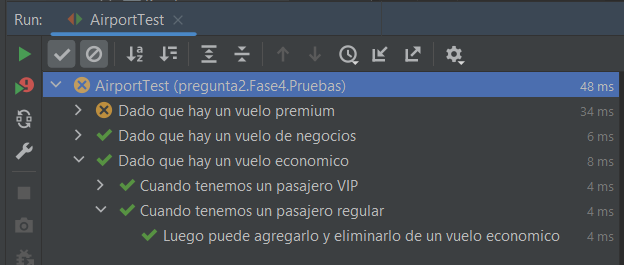 Run: AirportTest
AirportTest (pregunta2.Fase4.Pruebas) 48 ms
Dado que hay un vuelo premium 34 ms
Dado que hay un vuelo de negocios 6 ms
Dado que hay un vuelo economico 8 ms
Cuando tenemos un pasajero VIP 4 ms
Cuando tenemos un pasajero regular 4 ms
Luego puede agregarlo y eliminarlo de un vuelo economico 4 ms